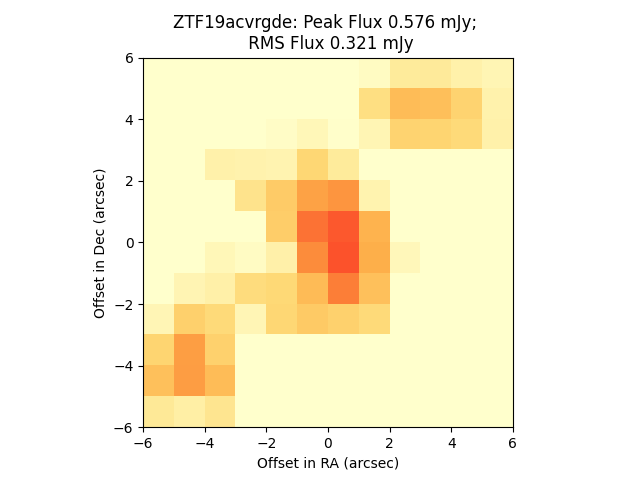 ZTF19acvrgde: Peak Flux 0.576 mJy;
RMS Flux 0.321 mJy
6
4
2
0
−2
−4
−6
Offset in Dec (arcsec)
−6 −4 −2 0 2 4 6
Offset in RA (arcsec)